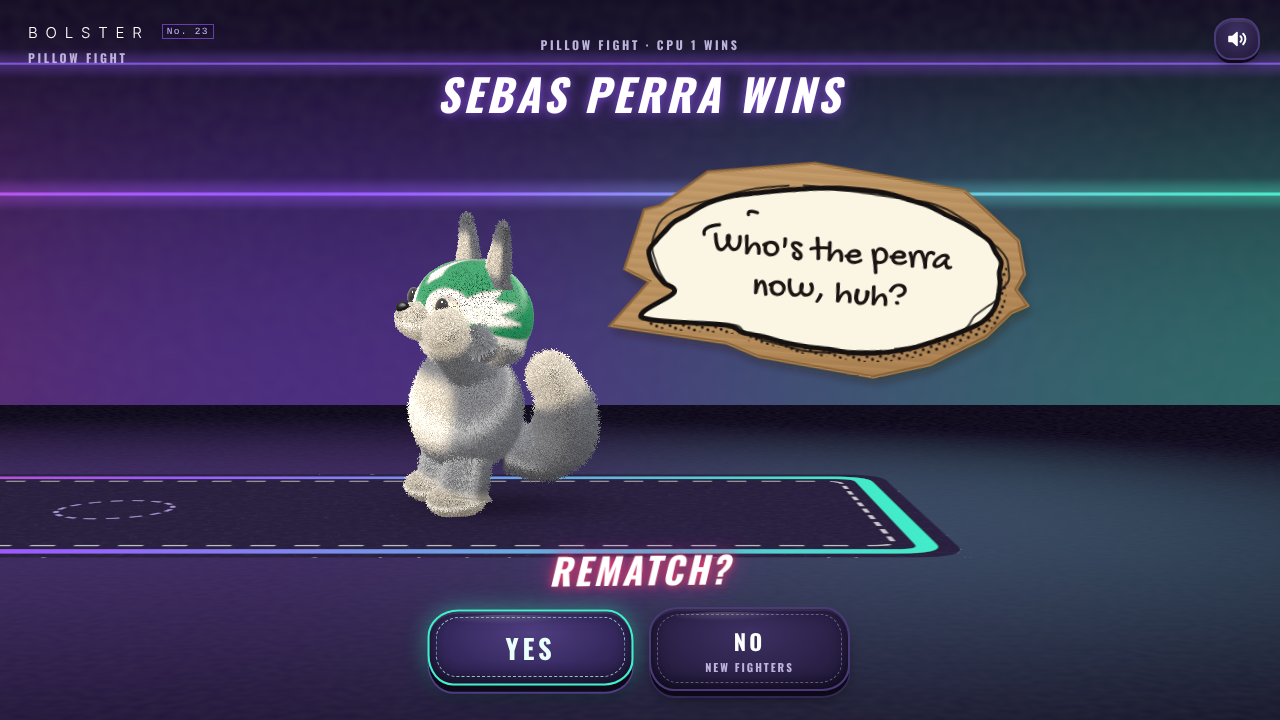 BOLSTER No. 23
PILLOW FIGHT
PILLOW FIGHT · CPU 1 WINS
SEBAS PERRA WINS
Who's the perra
now, huh?
REMATCH?
YES
NO
NEW FIGHTERS